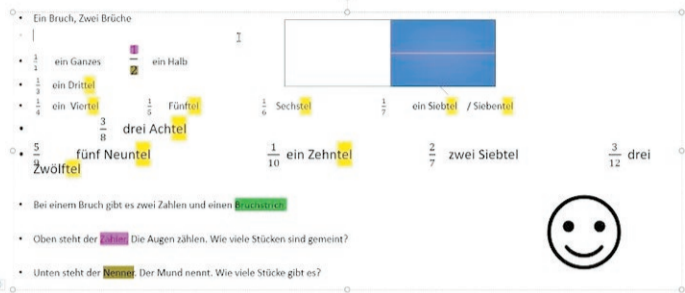 Ein Bruch, Zwei Brüche
1/1 ein Ganzes 1/2 ein Halb
1/3 ein Drittel
1/4 ein Viertel 1/5 Fünftel 1/6 Sechstel 1/7 ein Siebtel / Siebentel
3/8 drei Achtel
5/9 fünf Neuntel 1/10 ein Zehntel 2/7 zwei Siebtel 3/12 drei
Zwölftel
Bei einem Bruch gibt es zwei Zahlen und einen Bruchstrich
Oben steht der Zähler. Die Augen zählen. Wie viele Stücken sind gemeint?
Unten steht der Nenner. Der Mund nennt. Wie viele Stücke gibt es?